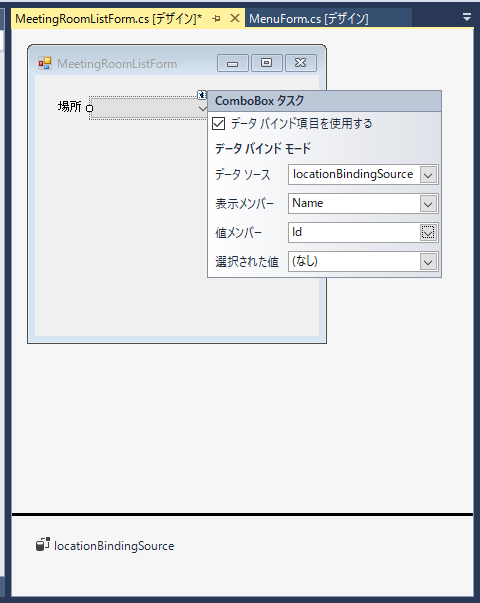 MeetingRoomListForm.cs [デザイン]*
MenuForm.cs [デザイン]
MeetingRoomListForm
場所
ComboBox タスク
データ バインド項目を使用する
データ バインド モード
データ ソース
locationBindingSource
表示メンバー
Name
値メンバー
Id
選択された値
(なし)
locationBindingSource